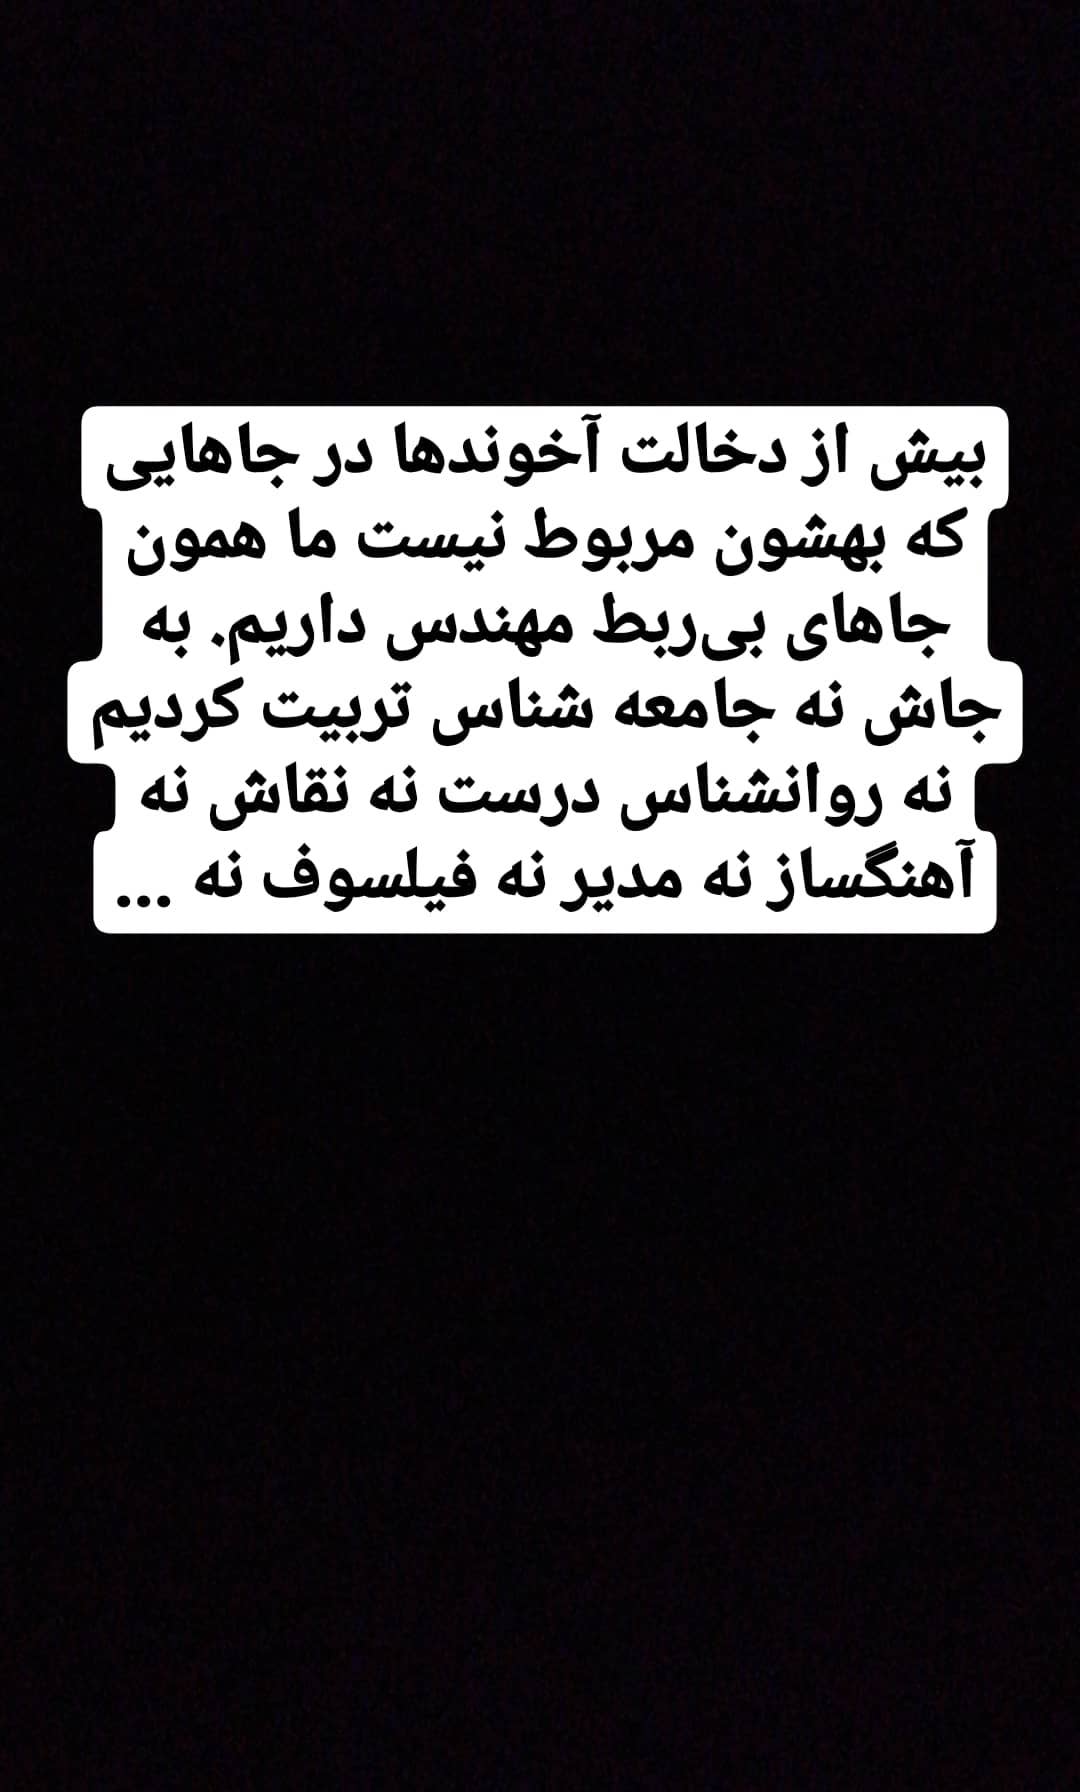 بیش از دخالت آخوندها در جاهایی
که بهشون مربوط نیست ما همون
جاهای بی‌ربط مهندس داریم. به
جاش نه جامعه شناس تربیت کردیم
نه روانشناس درست نه نقاش نه
آهنگساز نه مدیر نه فیلسوف نه ...